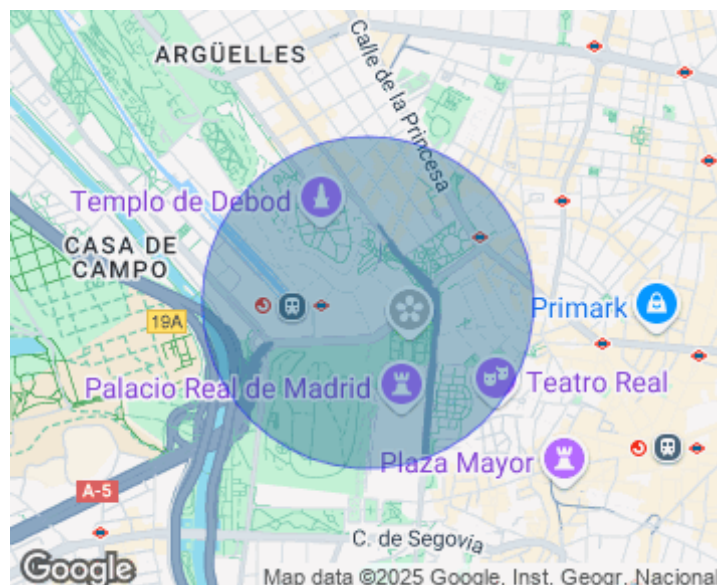 ARGÜELLES
Calle de la Princesa
Templo de Debod
CASA DE
CAMPO
19A
Primark
Palacio Real de Madrid
Teatro Real
Plaza Mayor
A-5
C. de Segovia
Google
Map data ©2025 Google, Inst. Geogr. Nacional